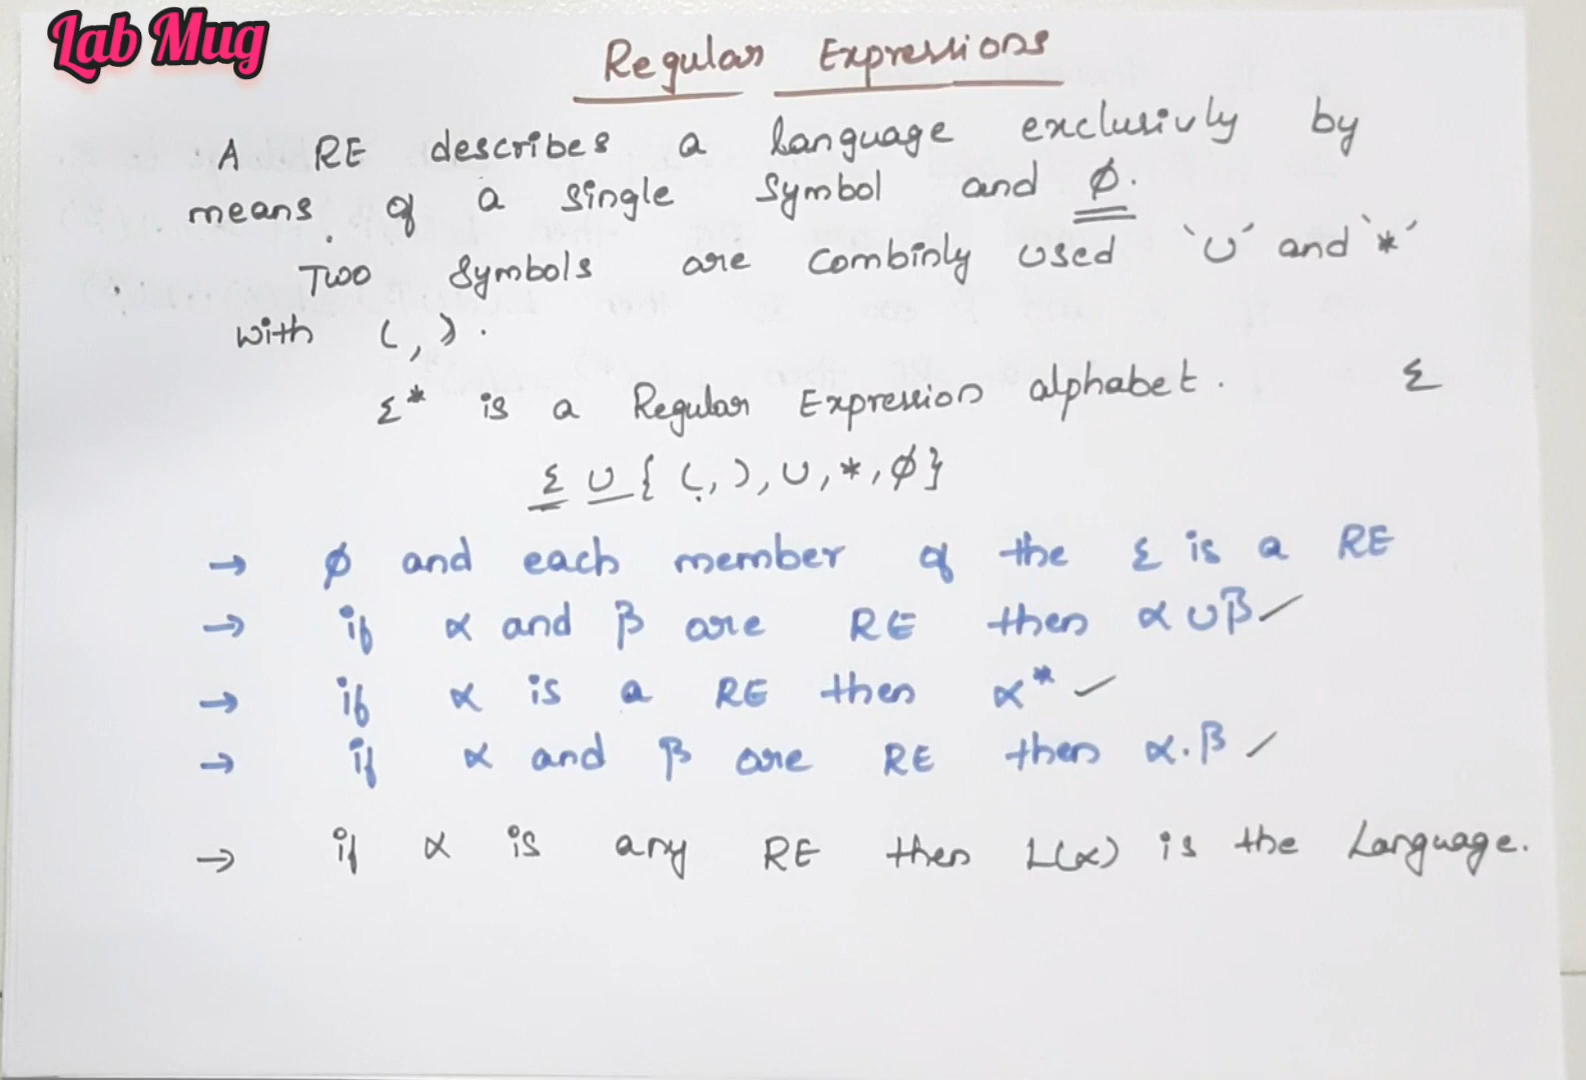 Lab Mug
Regular Expressions
A RE describes a language exclusivly by
means of a single symbol and ϕ.
Two symbols are combinly used '∪' and '*'
with (,).
Σ* is a Regular Expression alphabet. Σ
Σ ∪ { (, ), ∪, *, ϕ}
→ ϕ and each member of the Σ is a RE
→ if α and β are RE then α ∪ β ✓
→ if α is a RE then α* ✓
→ if α and β are RE then α.β ✓
→ if α is any RE then L(α) is the Language.